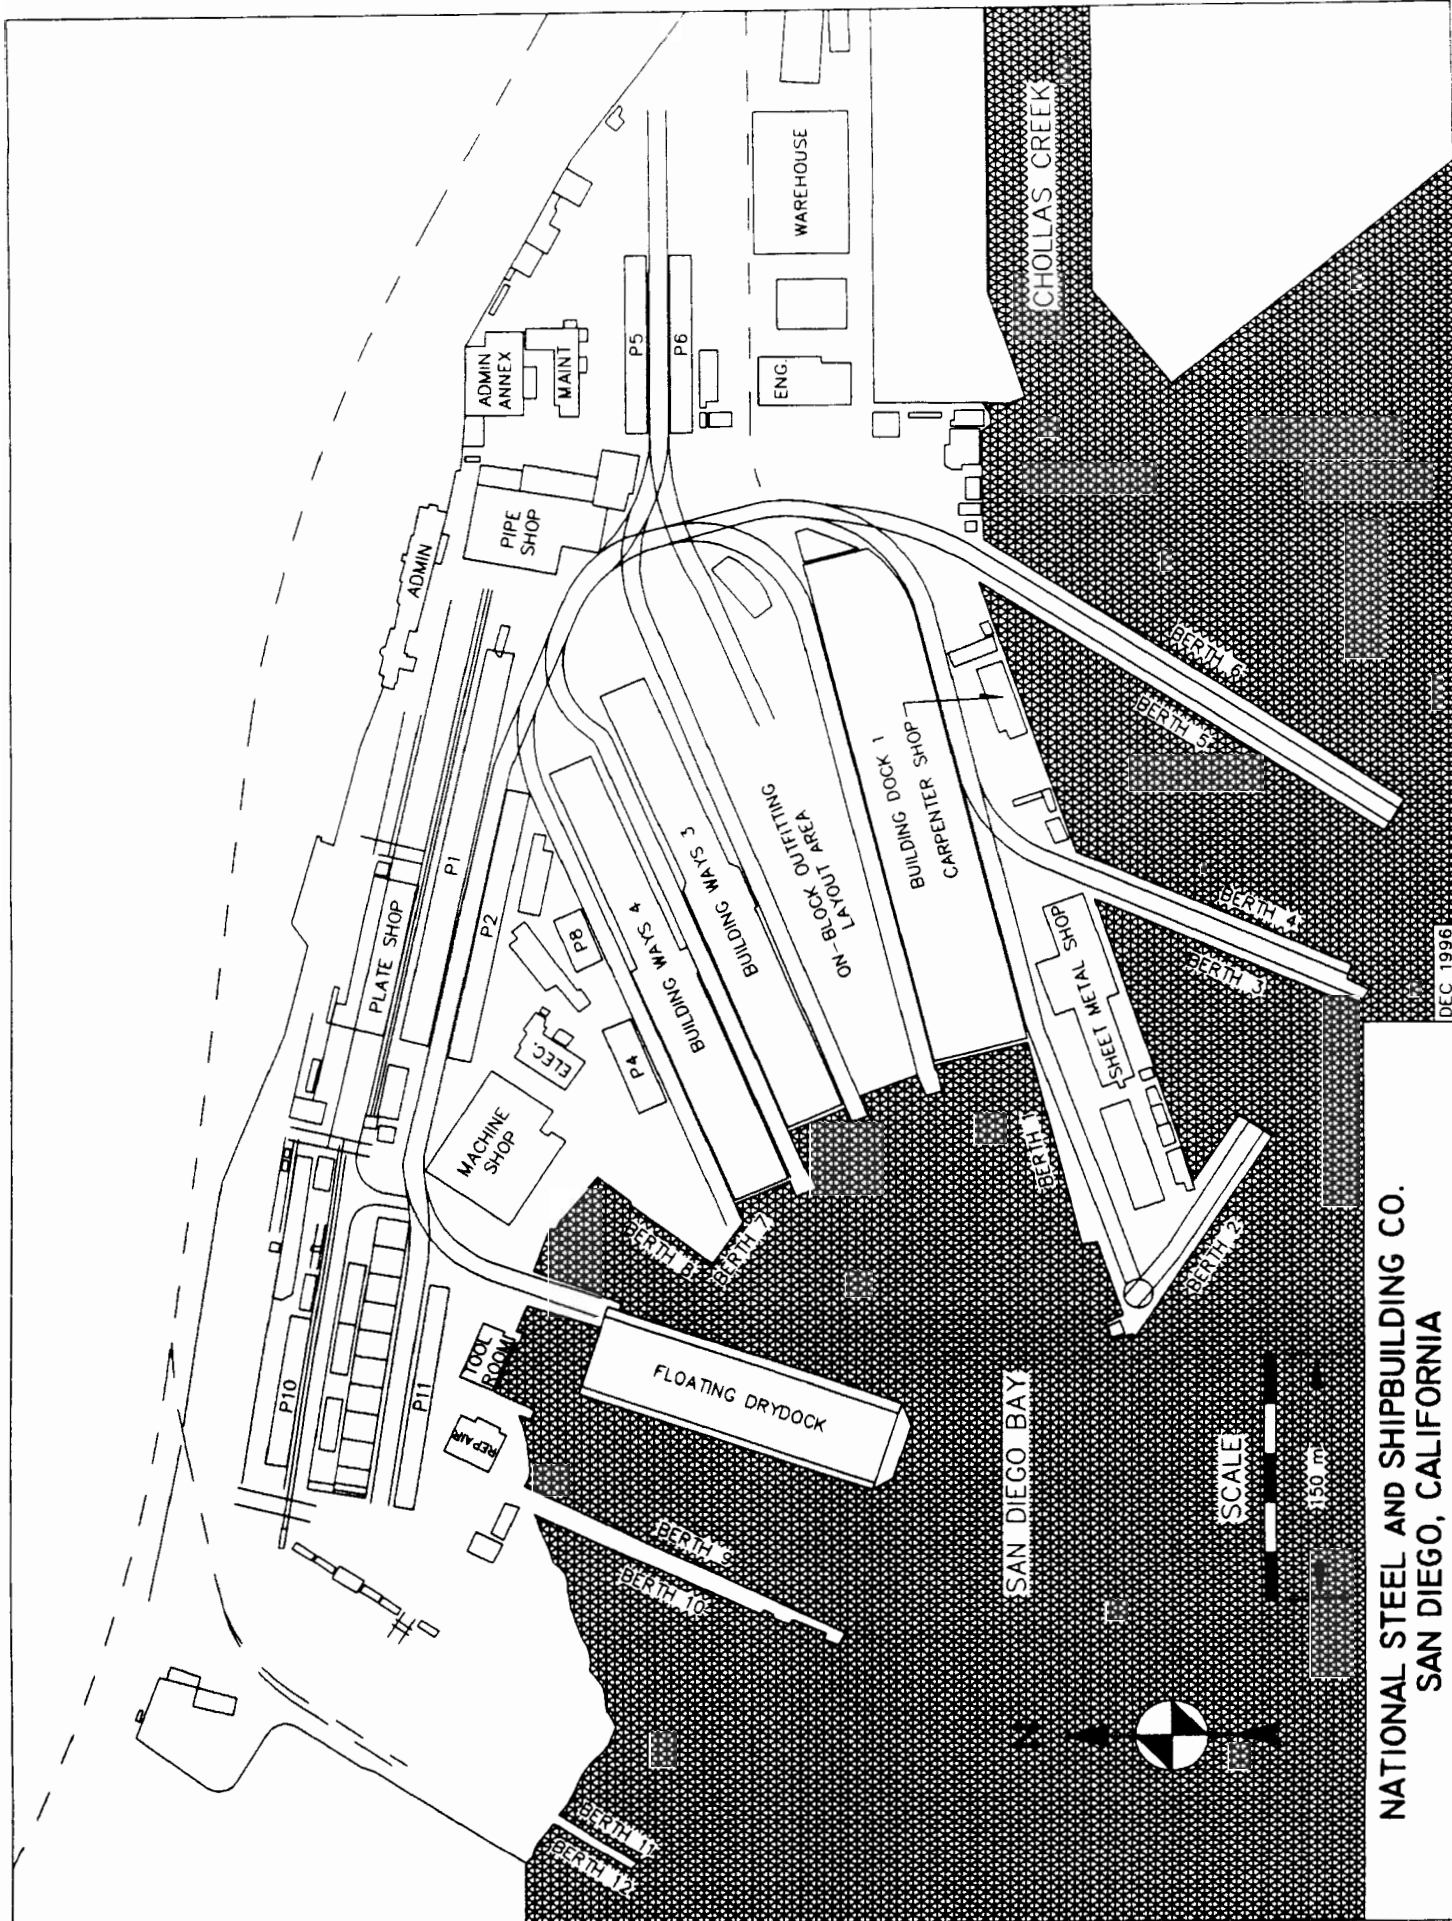 CHOLLAS CREEK
WAREHOUSE
ADMIN
ANNEX
MAINT
P5
P6
ENG.
PIPE
SHOP
ADMIN
P1
P2
PLATE SHOP
P8
P4
ELEC.
MACHINE
SHOP
BUILDING WAYS 4
BUILDING WAYS 3
ON-BLOCK OUTFITTING
LAYOUT AREA
BUILDING DOCK 1
CARPENTER SHOP
SHEET METAL SHOP
BERTH 6
BERTH 5
BERTH 4
BERTH 3
BERTH 1
BERTH 2
BERTH 7
BERTH 8
P10
P11
TOOL
ROOM
REPAIR
FLOATING DRYDOCK
BERTH 9
BERTH 10
BERTH 11
BERTH 12
SAN DIEGO BAY
SCALE
150 m
N
DEC 1996
NATIONAL STEEL AND SHIPBUILDING CO.
SAN DIEGO, CALIFORNIA